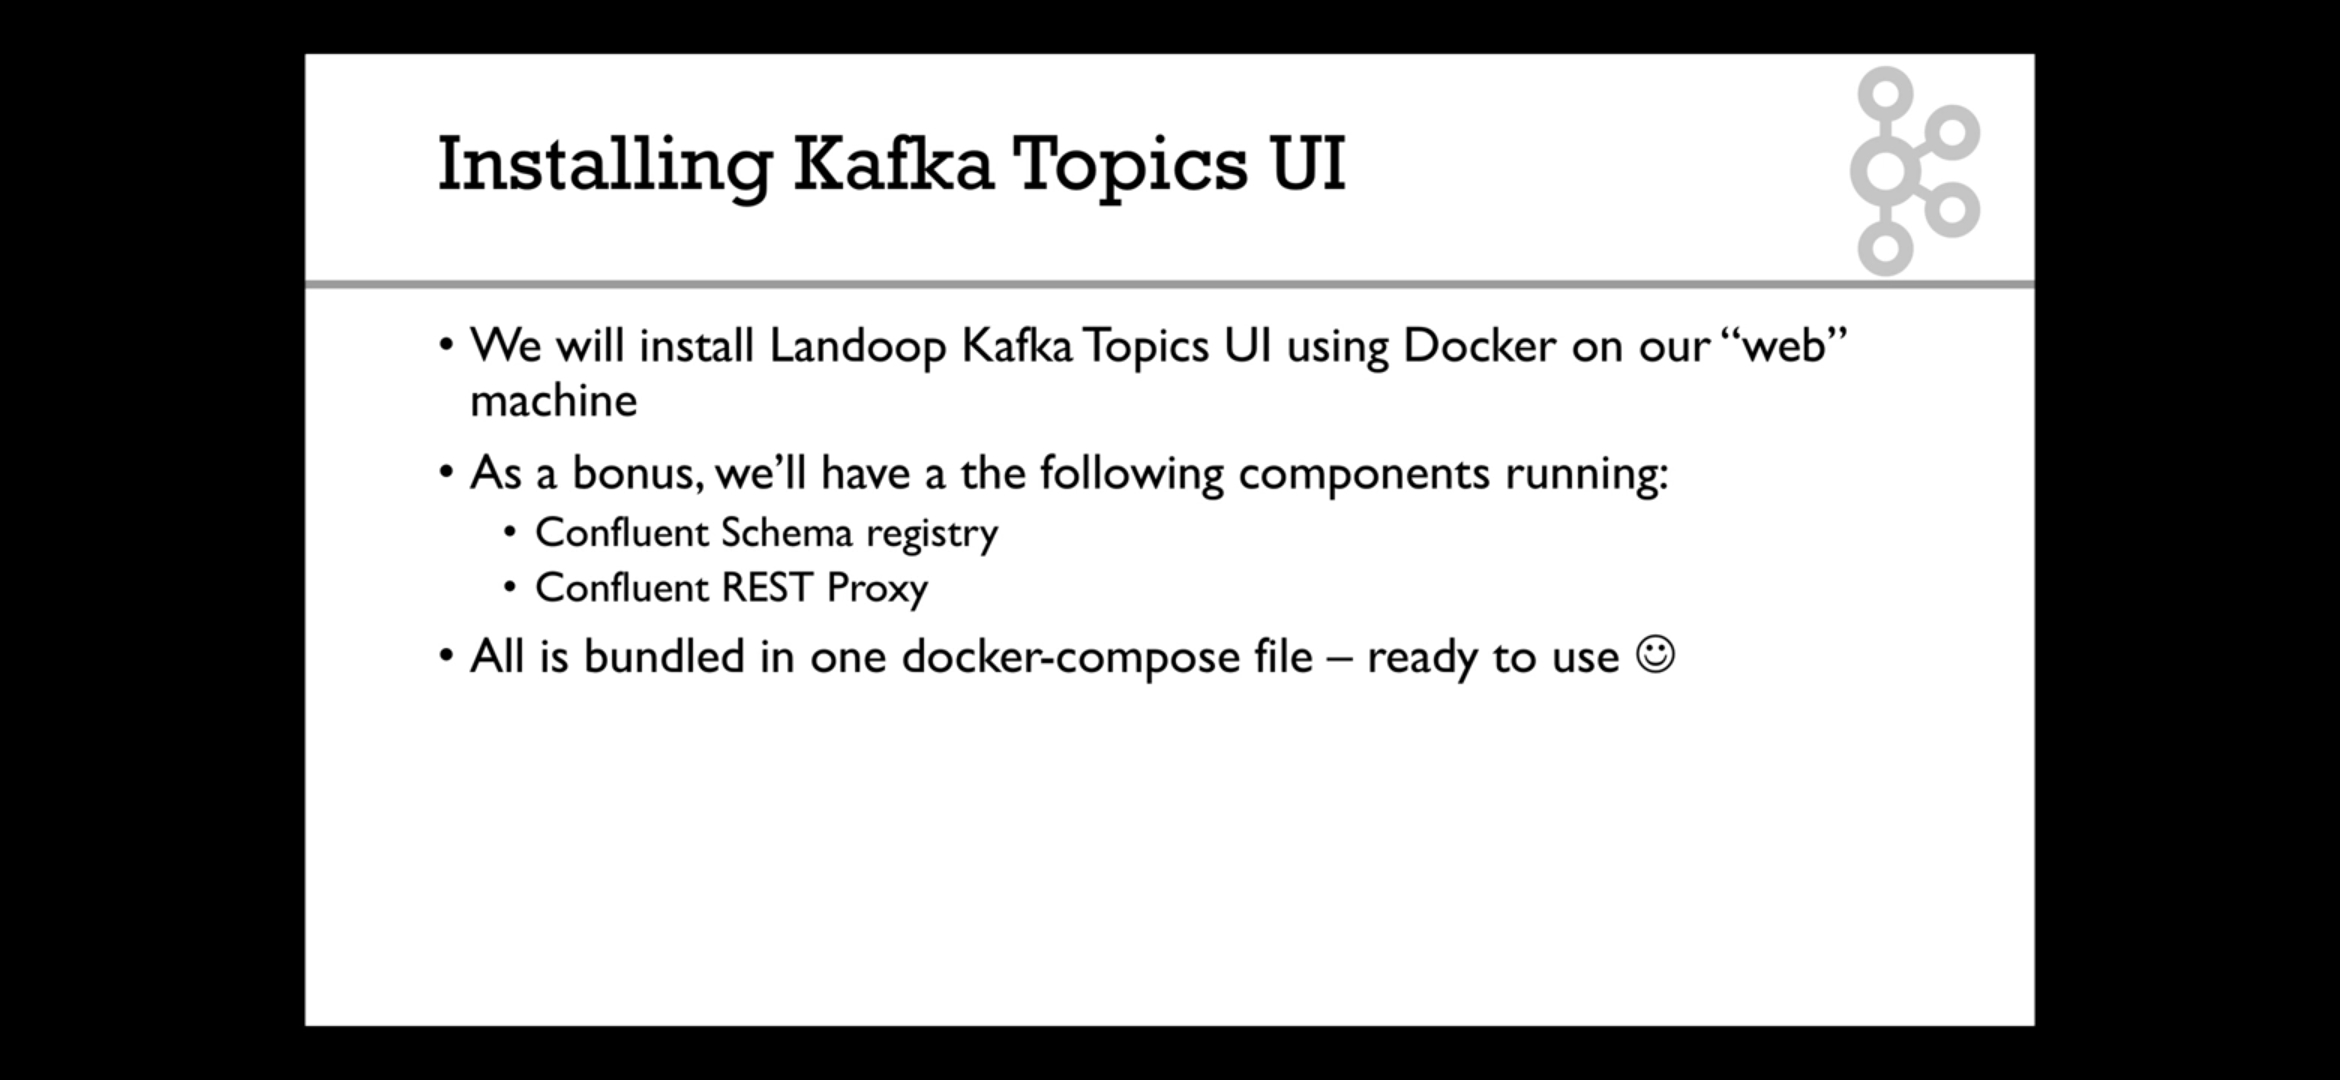 Installing Kafka Topics UI
• We will install Landoop Kafka Topics UI using Docker on our “web”
machine
• As a bonus, we’ll have a the following components running:
• Confluent Schema registry
• Confluent REST Proxy
• All is bundled in one docker-compose file – ready to use ☺